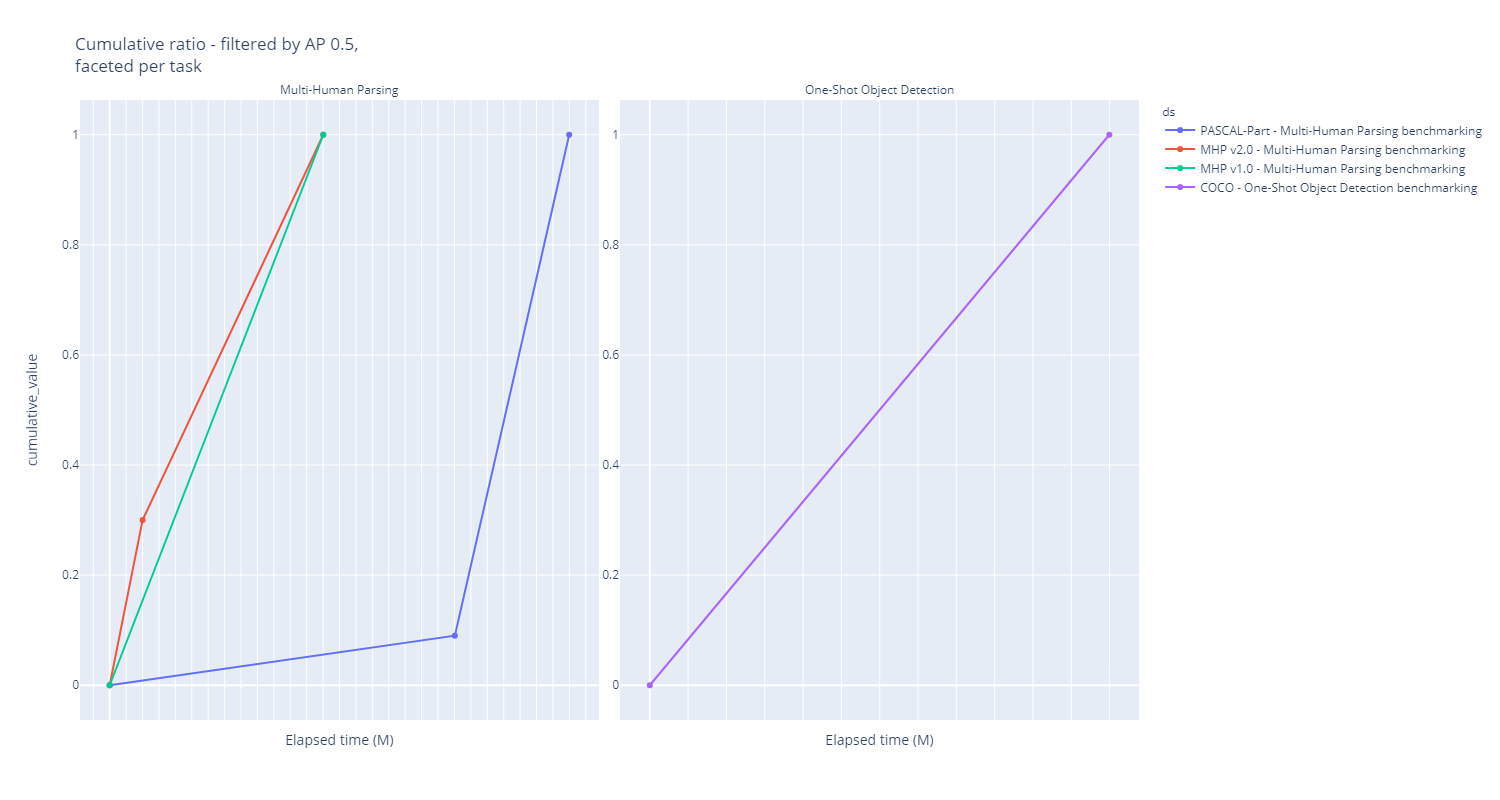 Cumulative ratio - filtered by AP 0.5,
faceted per task
Multi-Human Parsing
One-Shot Object Detection
cumulative_value
1
0.8
0.6
0.4
0.2
0
1
0.8
0.6
0.4
0.2
0
Elapsed time (M)
Elapsed time (M)
ds
PASCAL-Part - Multi-Human Parsing benchmarking
MHP v2.0 - Multi-Human Parsing benchmarking
MHP v1.0 - Multi-Human Parsing benchmarking
COCO - One-Shot Object Detection benchmarking